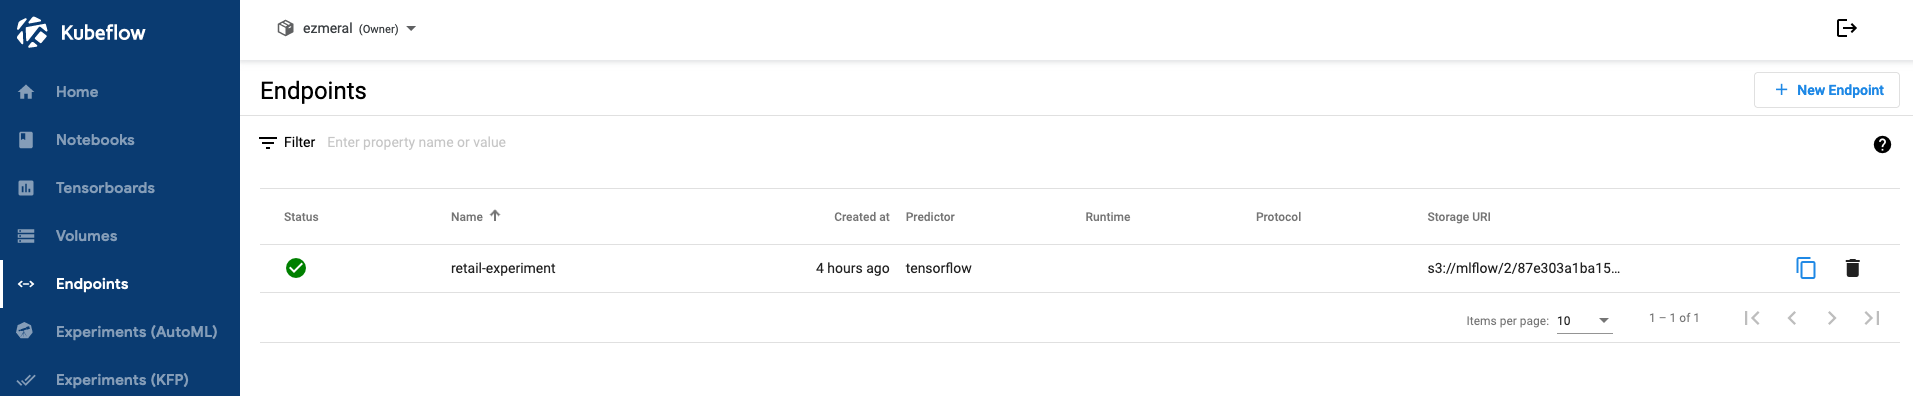 Kubeflow
ezmeral (Owner)
Home
Notebooks
Tensorboards
Volumes
Endpoints
Experiments (AutoML)
Experiments (KFP)
Endpoints
+ New Endpoint
Filter Enter property name or value
Status Name Created at Predictor Runtime Protocol Storage URI
retail-experiment 4 hours ago tensorflow s3://mlflow/2/87e303a1ba15...
Items per page: 10 1 – 1 of 1